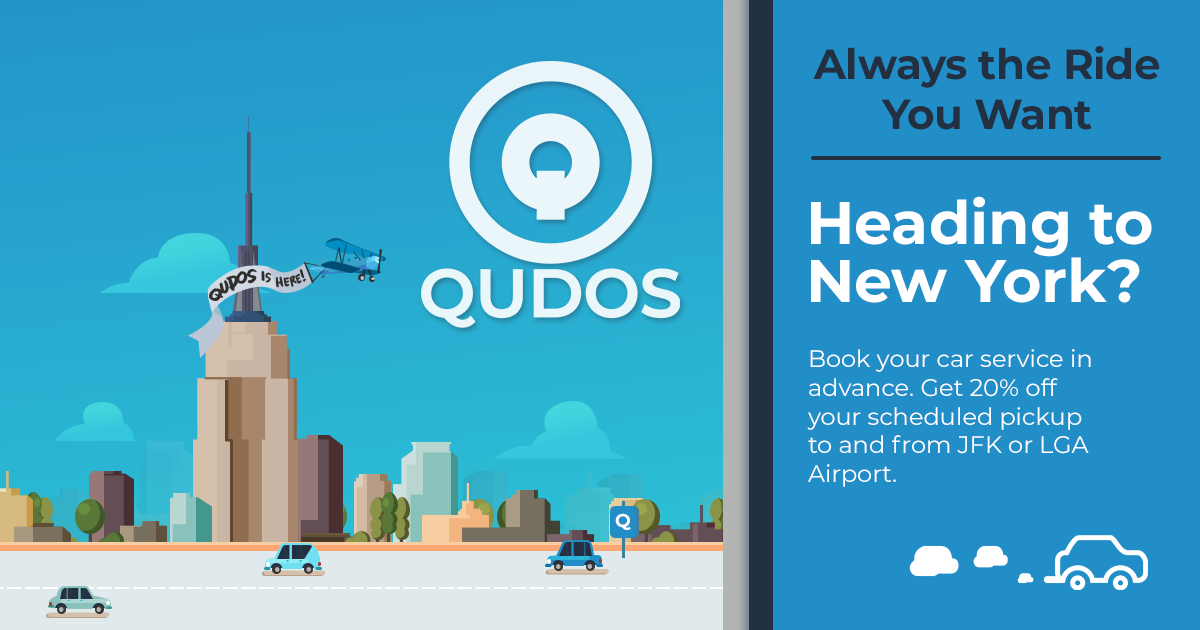 QUDOS IS HERE!
QUDOS
Q
Always the Ride
You Want
Heading to
New York?
Book your car service in
advance. Get 20% off
your scheduled pickup
to and from JFK or LGA
Airport.